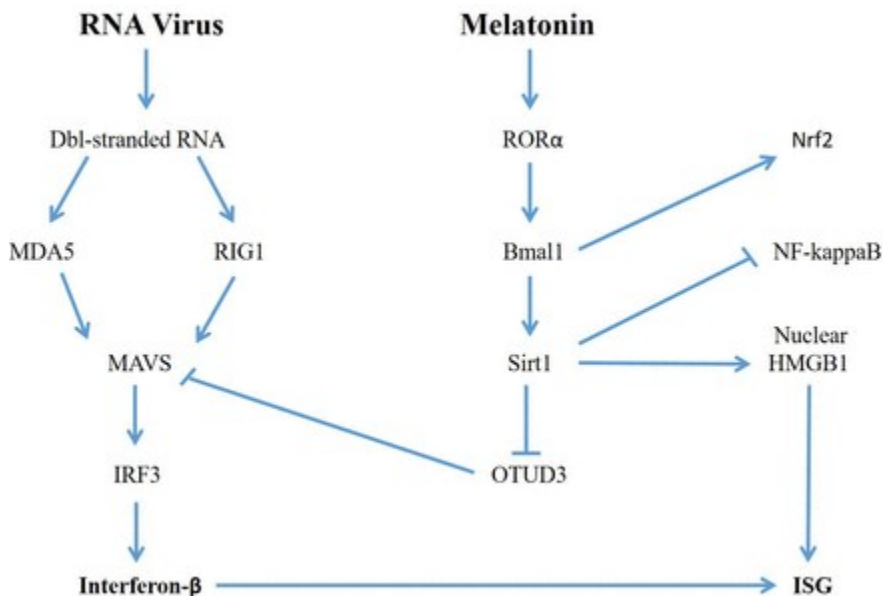 RNA Virus
Melatonin
Dbl-stranded RNA
RORα
Nrf2
MDA5
RIG1
Bmal1
NF-kappaB
MAVS
Sirt1
Nuclear
HMGB1
IRF3
OTUD3
Interferon-β
ISG